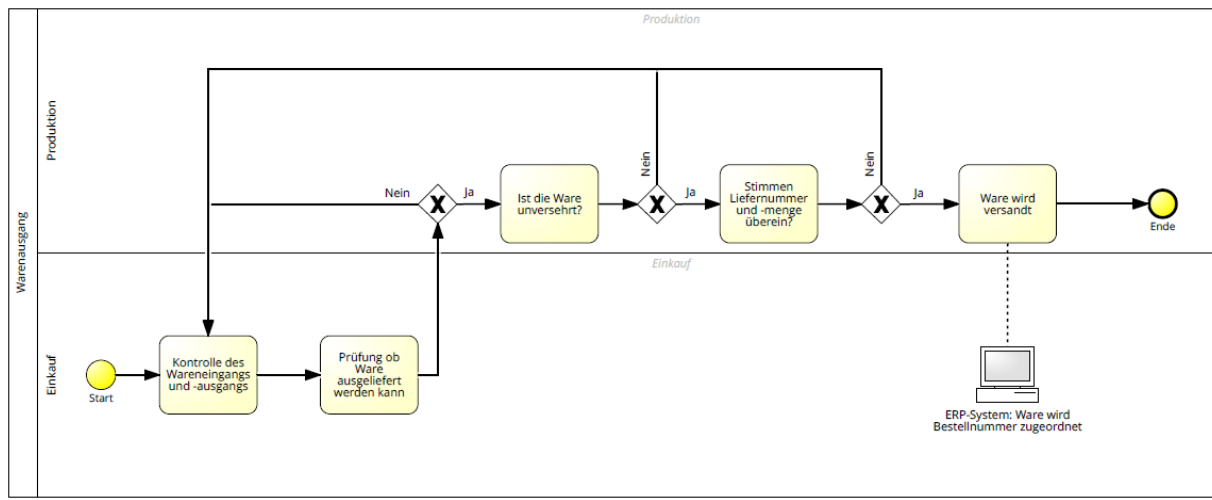 Produktion
Warenausgang
Produktion
Nein
Ja
Ist die Ware
unversehrt?
Nein
Ja
Stimmen
Liefernummer
und -menge
überein?
Nein
Ja
Ware wird
versandt
Ende
Einkauf
Einkauf
Start
Kontrolle des
Wareneingangs
und -ausgangs
Prüfung ob
Ware
ausgeliefert
werden kann
ERP-System: Ware wird
Bestellnummer zugeordnet